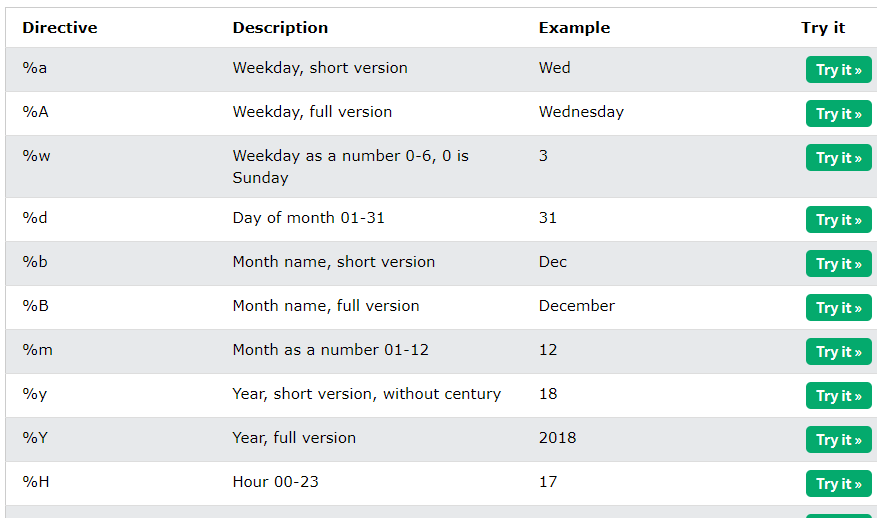 Directive Description Example Try it
%a Weekday, short version Wed Try it »
%A Weekday, full version Wednesday Try it »
%w Weekday as a number 0-6, 0 is 3 Try it »
Sunday
%d Day of month 01-31 31 Try it »
%b Month name, short version Dec Try it »
%B Month name, full version December Try it »
%m Month as a number 01-12 12 Try it »
%y Year, short version, without century 18 Try it »
%Y Year, full version 2018 Try it »
%H Hour 00-23 17 Try it »